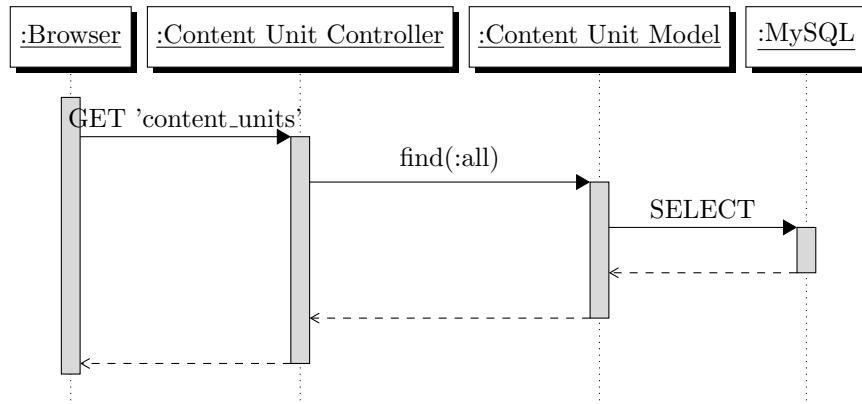 :Browser
:Content Unit Controller
:Content Unit Model
:MySQL
GET 'content_units'
find(:all)
SELECT